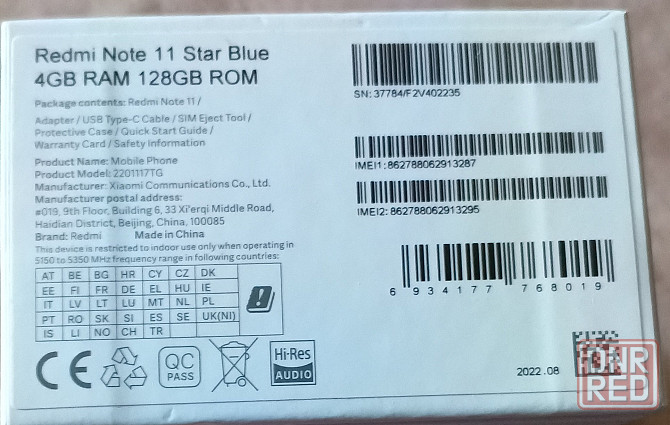 Redmi Note 11 Star Blue
4GB RAM 128GB ROM
Package contents: Redmi Note 11 /
Adapter / USB Type-C Cable / SIM Eject Tool /
Protective Case / Quick Start Guide /
Warranty Card / Safety Information
Product Name: Mobile Phone
Product Model: 2201117TG
Manufacturer: Xiaomi Communications Co., Ltd.
Manufacturer postal address:
#019, 9th Floor, Building 6, 33 Xi'erqi Middle Road,
Haidian District, Beijing, China, 100085
Brand: Redmi Made in China
This device is restricted to indoor use only when operating in
5150 to 5350 MHz frequency range in following countries:
AT BE BG HR CY CZ DK
EE FI FR DE EL HU IE
IT LV LT LU MT NL PL
PT RO SK SI ES SE UK(NI)
IS LI NO CH TR
CE
QC
PASS
Hi-Res
AUDIO
SN: 37784/F2V402235
IMEI1: 862788062913287
IMEI2: 862788062913295
6 934177 768019
2022.08
OUR
RED